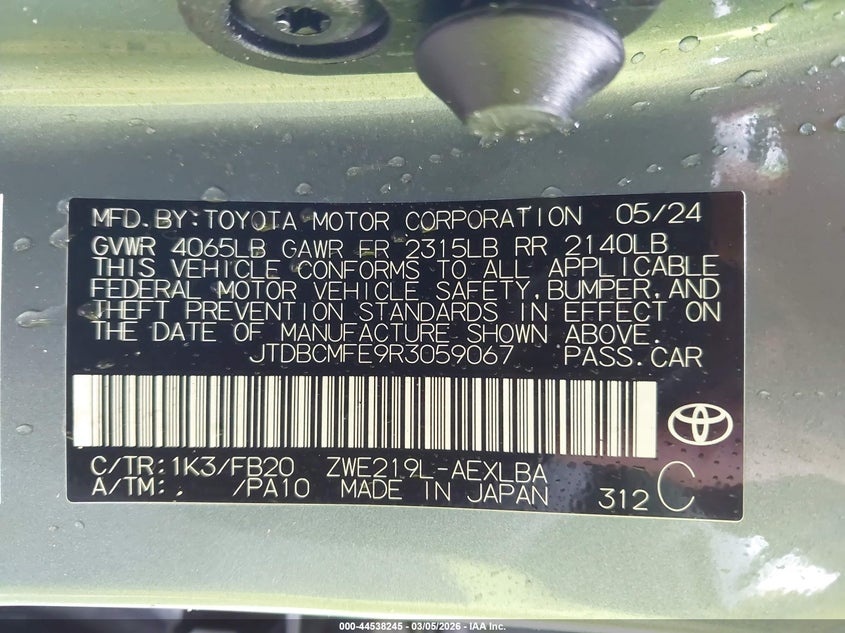 MFD.BY:TOYOTA MOTOR CORPORATION 05/24
GVWR 4065LB GAWR FR 2315LB RR 2140LB
THIS VEHICLE CONFORMS TO ALL APPLICABLE
FEDERAL MOTOR VEHICLE SAFETY,BUMPER,AND
THEFT PREVENTION STANDARDS IN EFFECT ON
THE DATE OF MANUFACTURE SHOWN ABOVE.
JTDBCMFE9R3059067 PASS.CAR
C/TR:1K3/FB20 ZWE219L-AEXLBA
A/TM: /PA10 MADE IN JAPAN 312 C
000-44538245 - 03/05/2026 - IAA Inc.